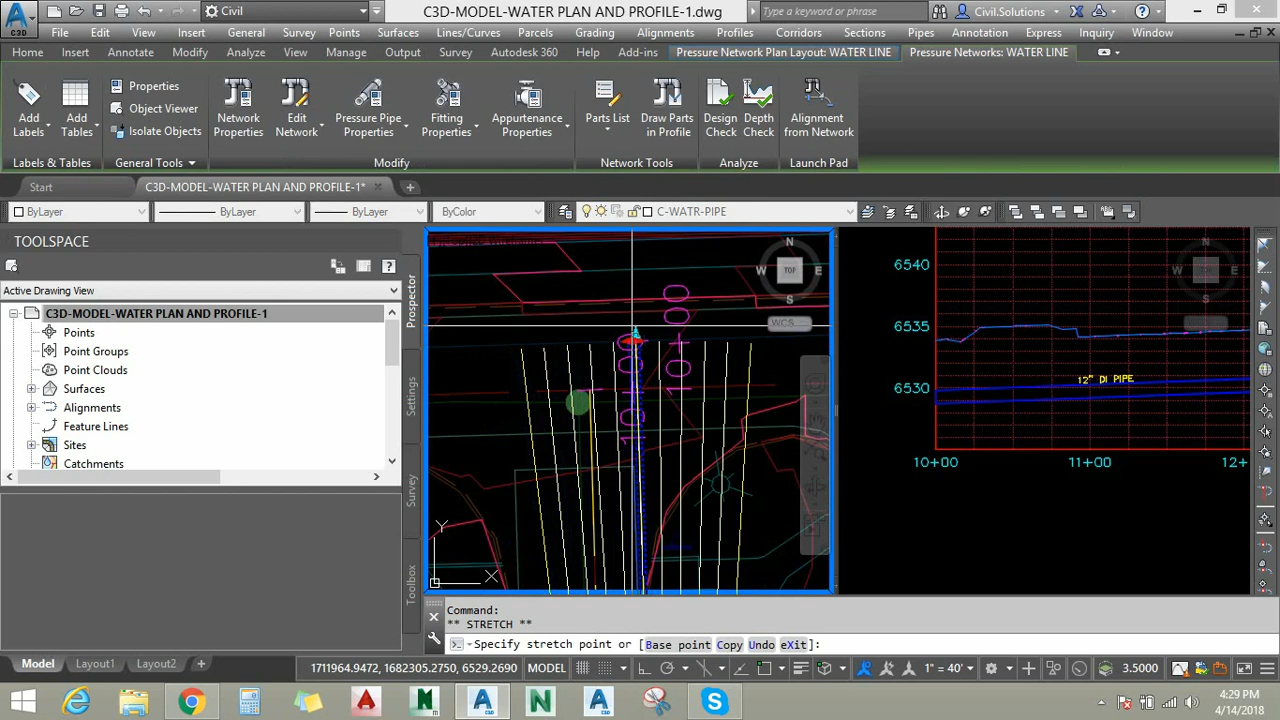 Civil
C3D-MODEL-WATER PLAN AND PROFILE-1.dwg
Type a keyword or phrase
Civil.Solutions
C3D
File Edit View Insert General Survey Points Surfaces Lines/Curves Parcels Grading Alignments Profiles Corridors Sections Pipes Annotation Express Inquiry Window
Home Insert Annotate Modify Analyze View Manage Output Survey Autodesk 360 Help Add-ins Pressure Network Plan Layout: WATER LINE Pressure Networks: WATER LINE
Add Labels
Add Tables
Properties
Object Viewer
Isolate Objects
Network Properties
Edit Network
Pressure Pipe Properties
Fitting Properties
Appurtenance Properties
Parts List
Draw Parts in Profile
Design Check
Depth Check
Alignment from Network
Labels & Tables
General Tools
Modify
Network Tools
Analyze
Launch Pad
Start
C3D-MODEL-WATER PLAN AND PROFILE-1*
ByLayer
ByLayer
ByLayer
ByColor
C-WATR-PIPE
TOOLSPACE
Active Drawing View
C3D-MODEL-WATER PLAN AND PROFILE-1
Points
Point Groups
Point Clouds
Surfaces
Alignments
Feature Lines
Sites
Catchments
Prospector
Settings
Survey
Toolbox
N
W
TOP
E
S
WCS
10+00
Y
X
N
W
S
6540
6535
6530
12" DI PIPE
10+00
11+00
12+
Command:
** STRETCH **
Specify stretch point or [Base point Copy Undo eXit]:
Model
Layout1
Layout2
1711964.9472, 1682305.2750, 6529.2690
MODEL
1" = 40'
3.5000
4:29 PM
4/14/2018